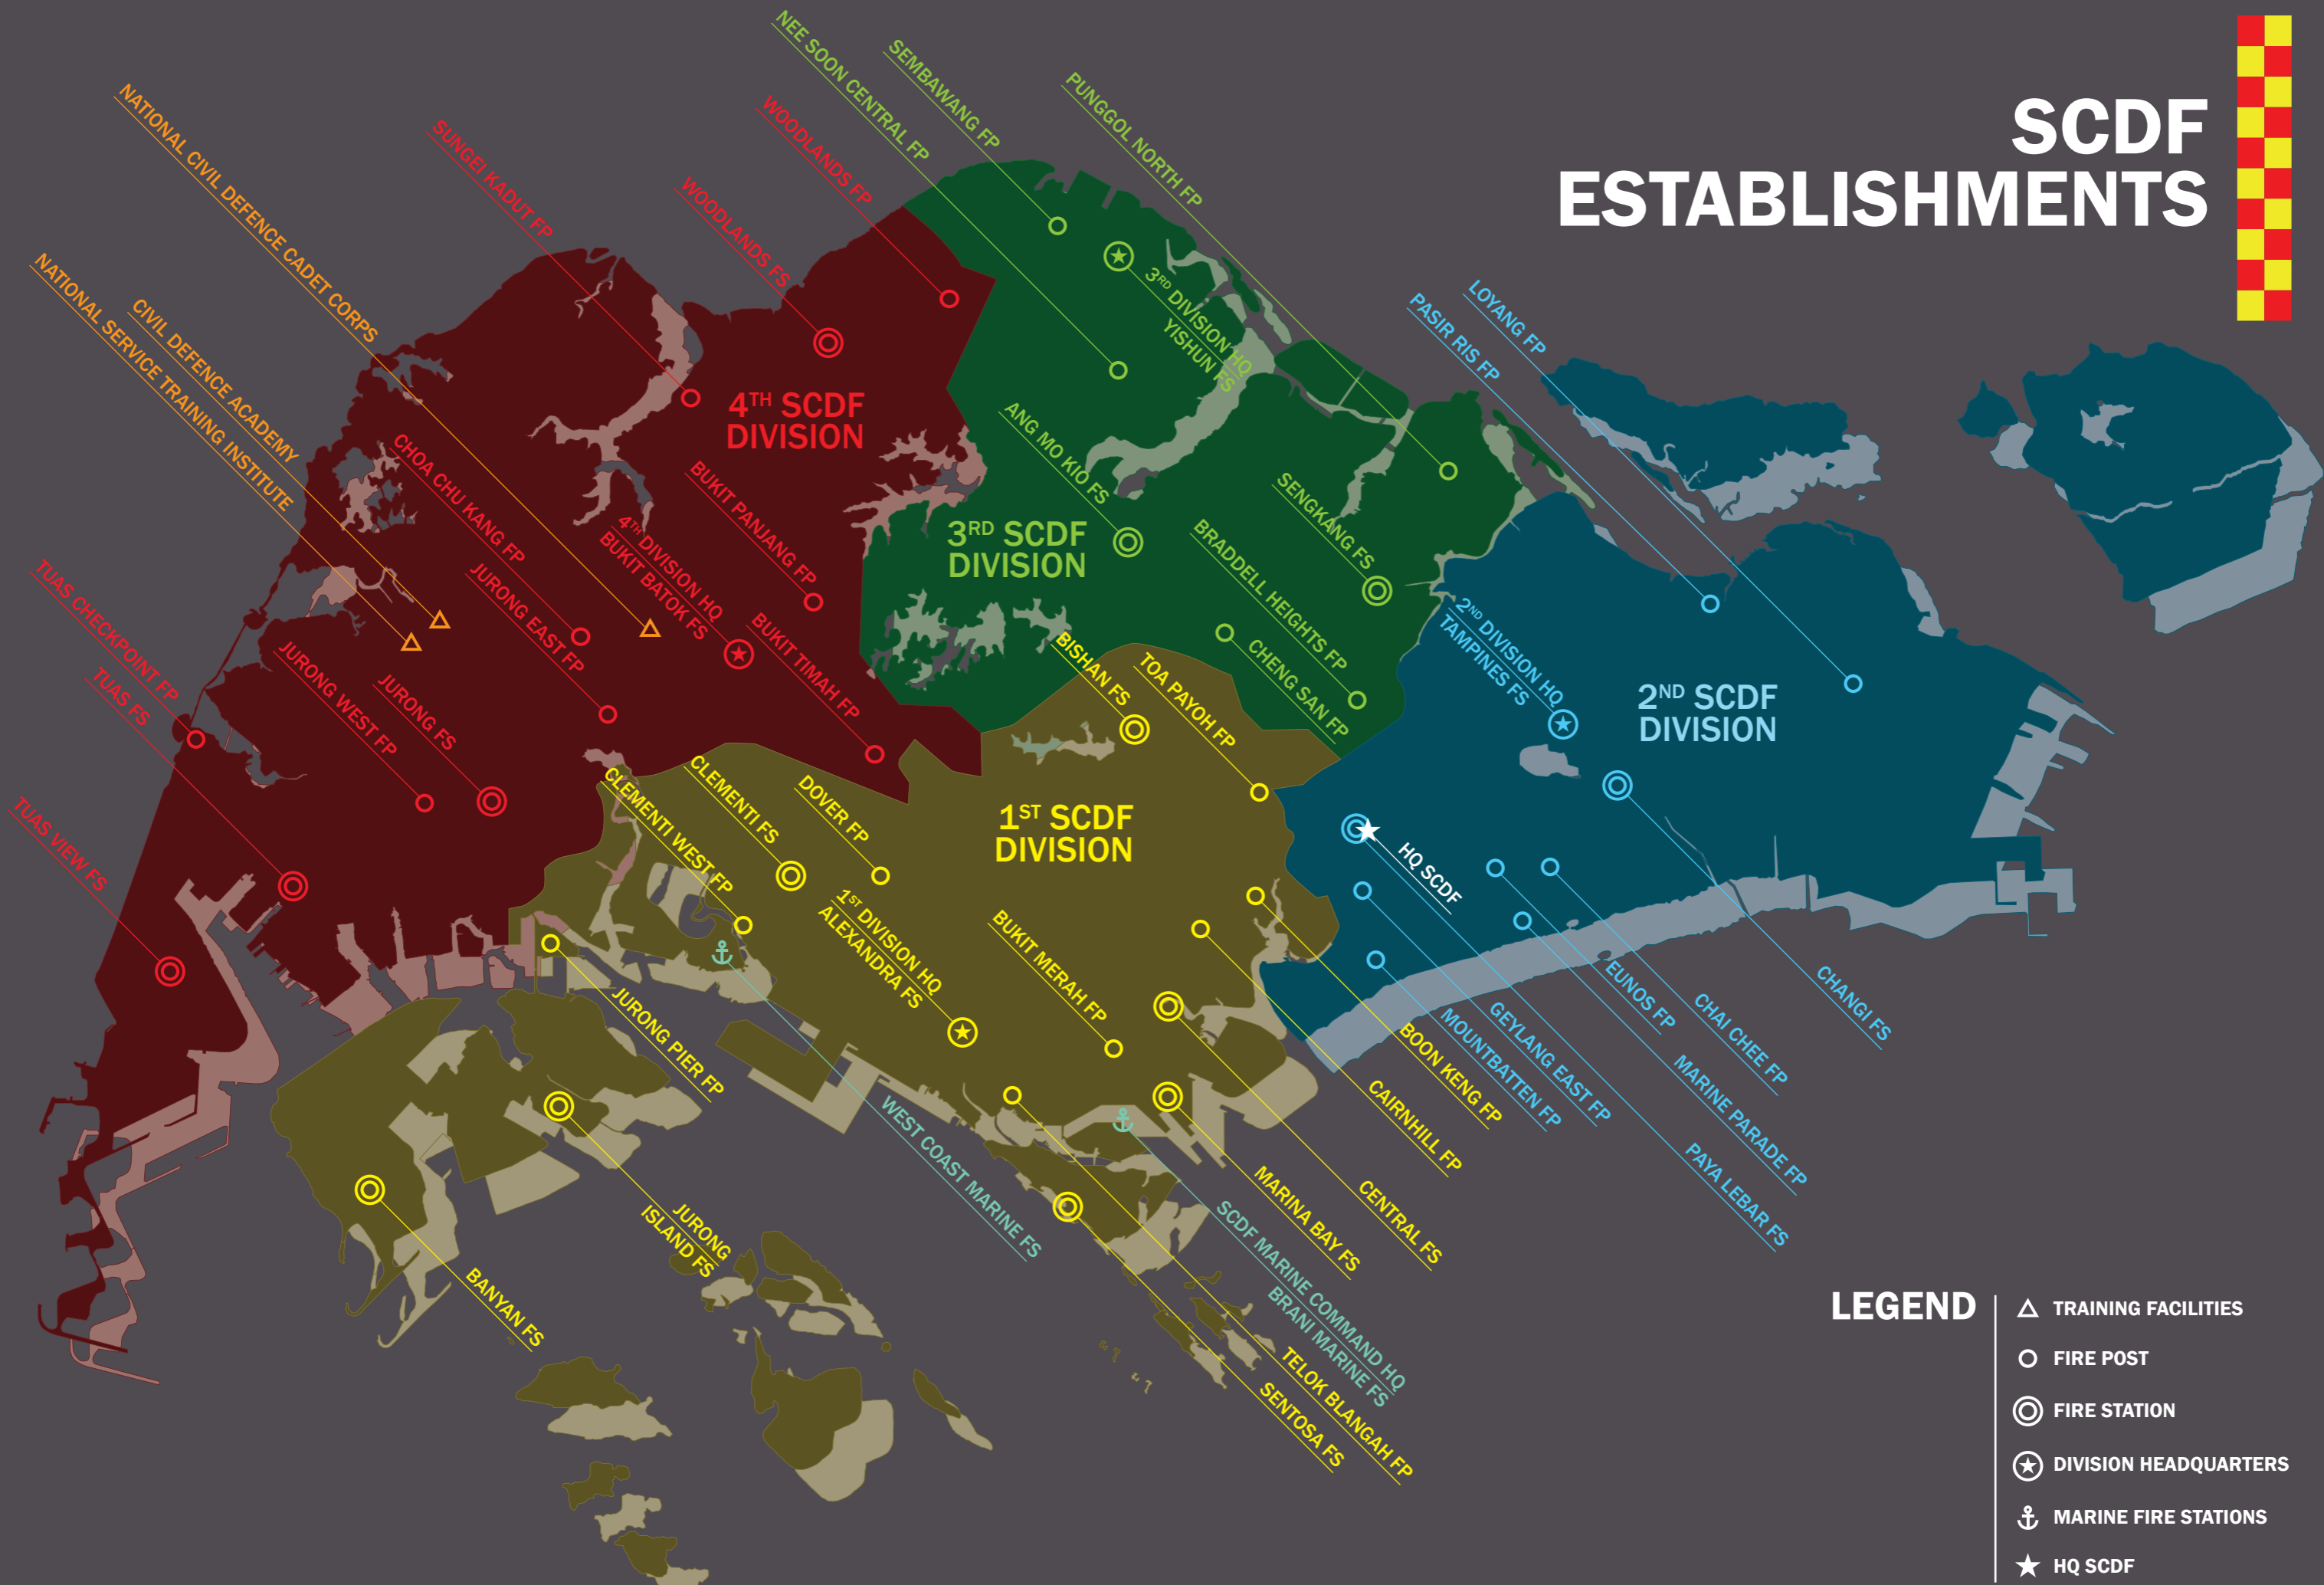 SCDF
ESTABLISHMENTS
NEE SOON CENTRAL FP
SEMBAWANG FP
PUNGGOL NORTH FP
NATIONAL CIVIL DEFENCE CADET CORPS
SUNGEI KADUT FP
WOODLANDS FP
WOODLANDS FS
NATIONAL SERVICE TRAINING INSTITUTE
CIVIL DEFENCE ACADEMY
3RD DIVISION HQ
YISHUN FS
LOYANG FP
PASIR RIS FP
4TH SCDF
DIVISION
CHOA CHU KANG FP
ANG MO KIO FS
BUKIT PANJANG FP
SENGKANG FS
4TH DIVISION HQ
BUKIT BATOK FS
3RD SCDF
DIVISION
BRADDELL HEIGHTS FP
CHENG SAN FP
TUAS CHECKPOINT FP
TUAS FS
JURONG EAST FP
JURONG WEST FP
JURONG FS
BUKIT TIMAH FP
BISHAN FS
TOA PAYOH FP
2ND DIVISION HQ
TAMPINES FS
2ND SCDF
DIVISION
TUAS VIEW FS
CLEMENTI WEST FP
CLEMENTI FS
DOVER FP
1ST SCDF
DIVISION
HQ SCDF
1ST DIVISION HQ
ALEXANDRA FS
BUKIT MERAH FP
JURONG PIER FP
EUNOS FP
CHAI CHEE FP
CHANGI FS
GEYLANG EAST FP
MOUNTBATTEN FP
MARINE PARADE FP
PAYA LEBAR FS
BOON KENG FP
CAIRNHILL FP
CENTRAL FS
MARINA BAY FS
WEST COAST MARINE FS
JURONG
ISLAND FS
BANYAN FS
SCDF MARINE COMMAND HQ
BRANI MARINE FS
TELOK BLANGAH FP
SENTOSA FS
LEGEND
TRAINING FACILITIES
FIRE POST
FIRE STATION
DIVISION HEADQUARTERS
MARINE FIRE STATIONS
HQ SCDF